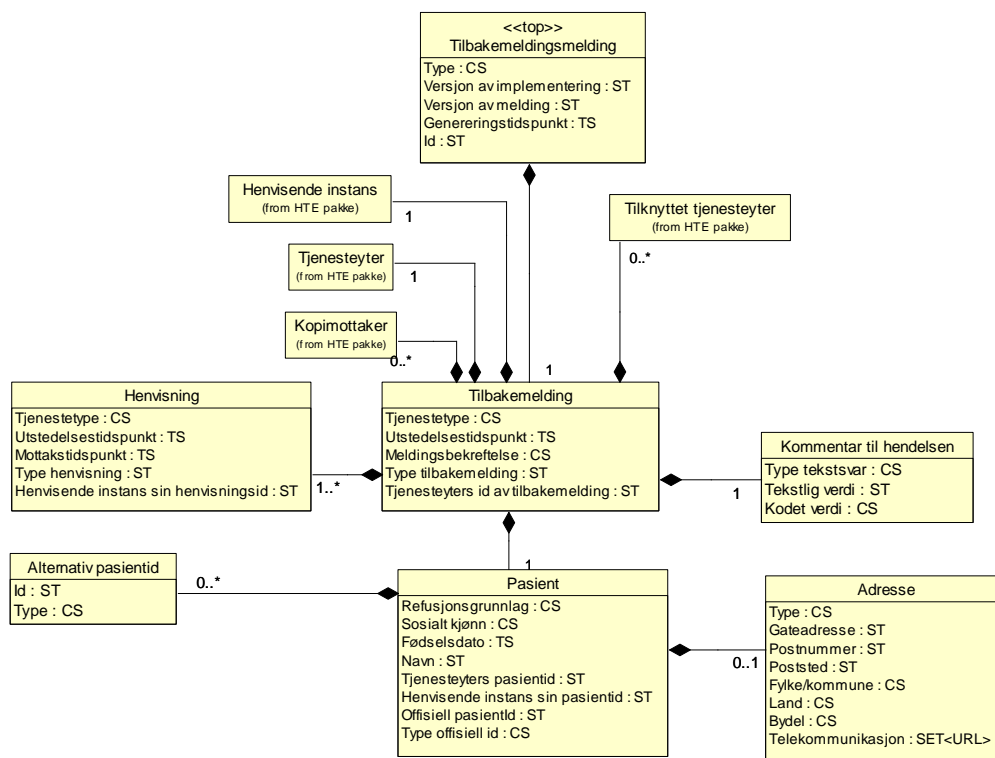 <<top>>
Tilbakemeldingsmelding
Type : CS
Versjon av implementering : ST
Versjon av melding : ST
Genereringstidspunkt : TS
Id : ST
Henvisende instans
(from HTE pakke)
1
Tilknyttet tjenesteyter
(from HTE pakke)
0..*
Tjenesteyter
(from HTE pakke)
1
Kopimottaker
(from HTE pakke)
0..*
1
Henvisning
Tjenestetype : CS
Utstedelsestidspunkt : TS
Mottakstidspunkt : TS
Type henvisning : ST
Henvisende instans sin henvisningsid : ST
1..*
Tilbakemelding
Tjenestetype : CS
Utstedelsestidspunkt : TS
Meldingsbekreftelse : CS
Type tilbakemelding : ST
Tjenesteyters id av tilbakemelding : ST
Kommentar til hendelsen
Type tekstsvar : CS
Tekstlig verdi : ST
Kodet verdi : CS
1
Alternativ pasientid
Id : ST
Type : CS
0..*
1
Pasient
Refusjonsgrunnlag : CS
Sosialt kjønn : CS
Fødselsdato : TS
Navn : ST
Tjenesteyters pasientid : ST
Henvisende instans sin pasientid : ST
Offisiell pasientId : ST
Type offisiell id : CS
0..1
Adresse
Type : CS
Gateadresse : ST
Postnummer : ST
Poststed : ST
Fylke/kommune : CS
Land : CS
Bydel : CS
Telekommunikasjon : SET<URL>